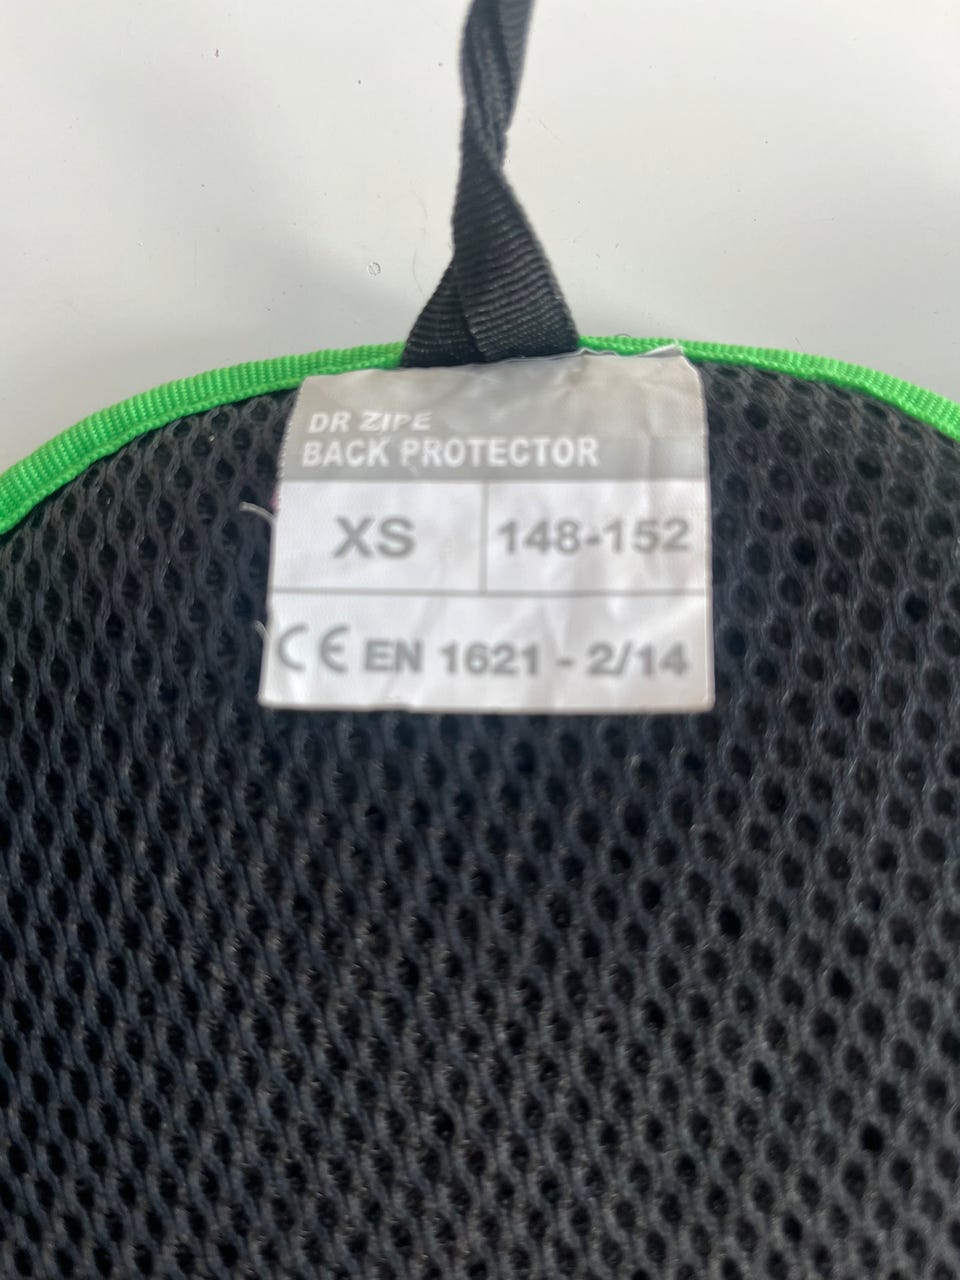 DR ZIPE
BACK PROTECTOR
XS 148-152
CE EN 1621 - 2/14